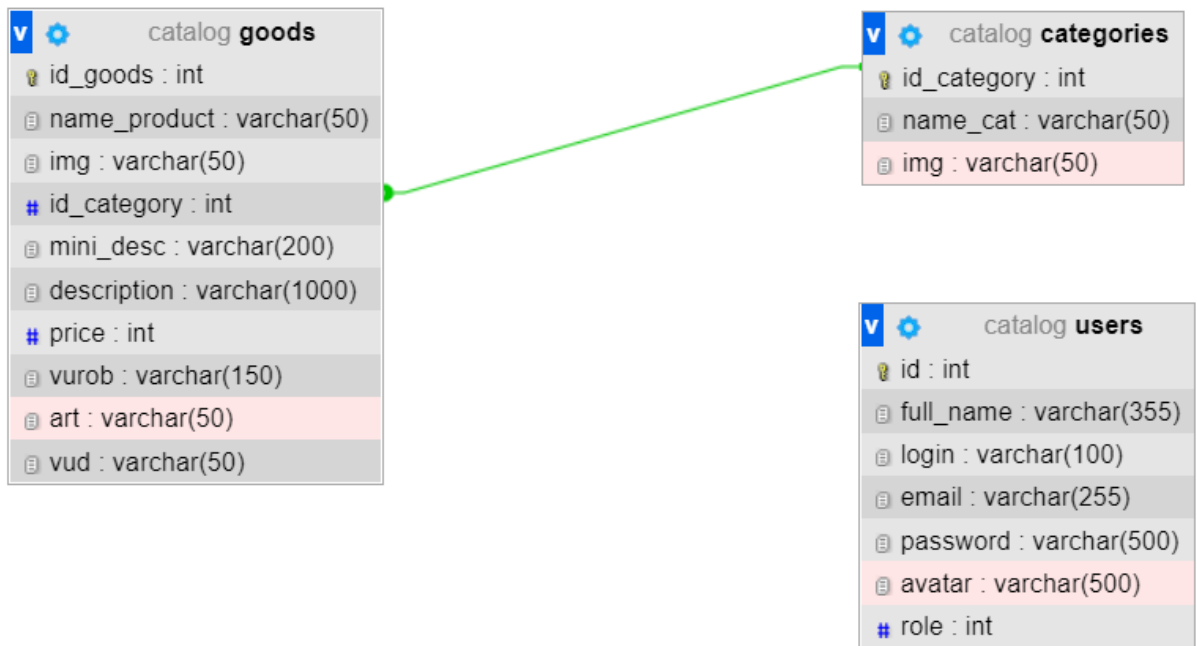 v catalog goods
id_goods : int
name_product : varchar(50)
img : varchar(50)
# id_category : int
mini_desc : varchar(200)
description : varchar(1000)
# price : int
vurob : varchar(150)
art : varchar(50)
vud : varchar(50)
v catalog categories
id_category : int
name_cat : varchar(50)
img : varchar(50)
v catalog users
id : int
full_name : varchar(355)
login : varchar(100)
email : varchar(255)
password : varchar(500)
avatar : varchar(500)
# role : int